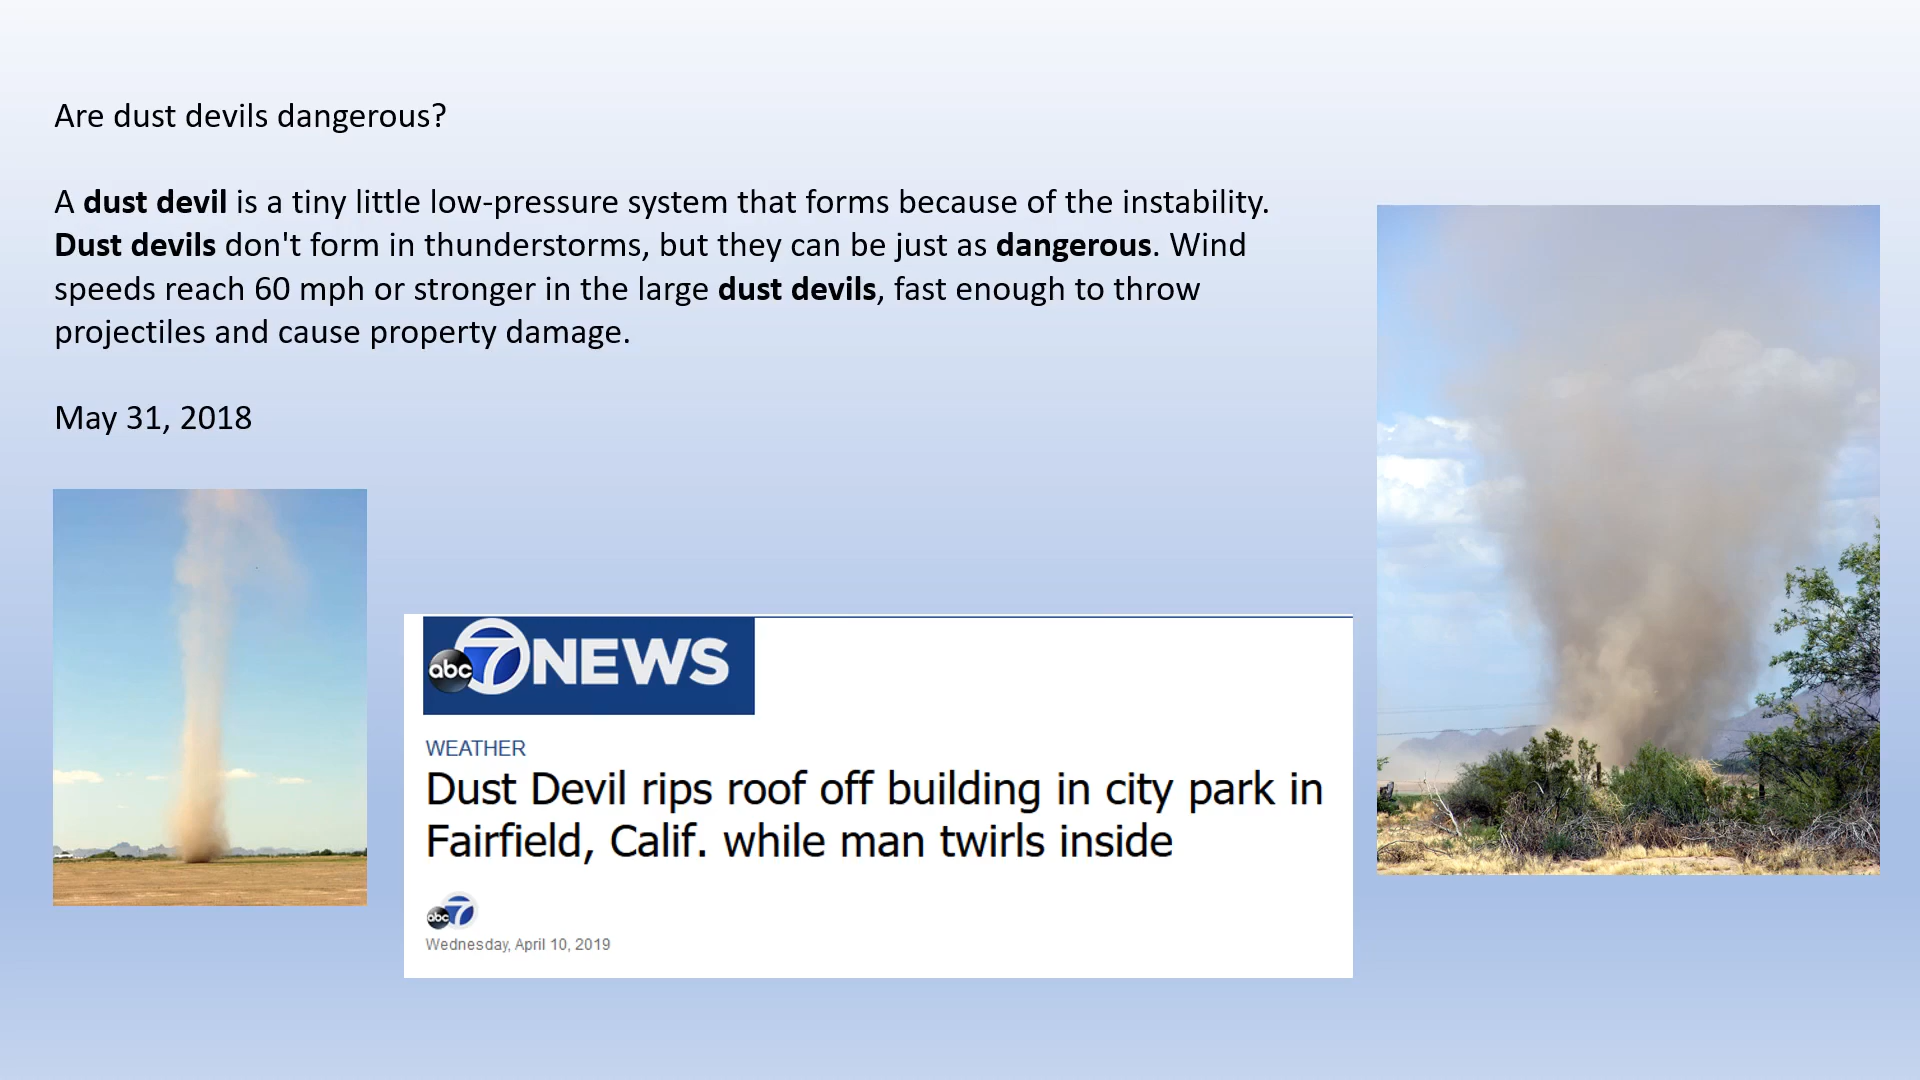 Are dust devils dangerous?
A dust devil is a tiny little low-pressure system that forms because of the instability.
Dust devils don't form in thunderstorms, but they can be just as dangerous. Wind
speeds reach 60 mph or stronger in the large dust devils, fast enough to throw
projectiles and cause property damage.
May 31, 2018
abc 7 NEWS
WEATHER
Dust Devil rips roof off building in city park in
Fairfield, Calif. while man twirls inside
abc 7
Wednesday, April 10, 2019